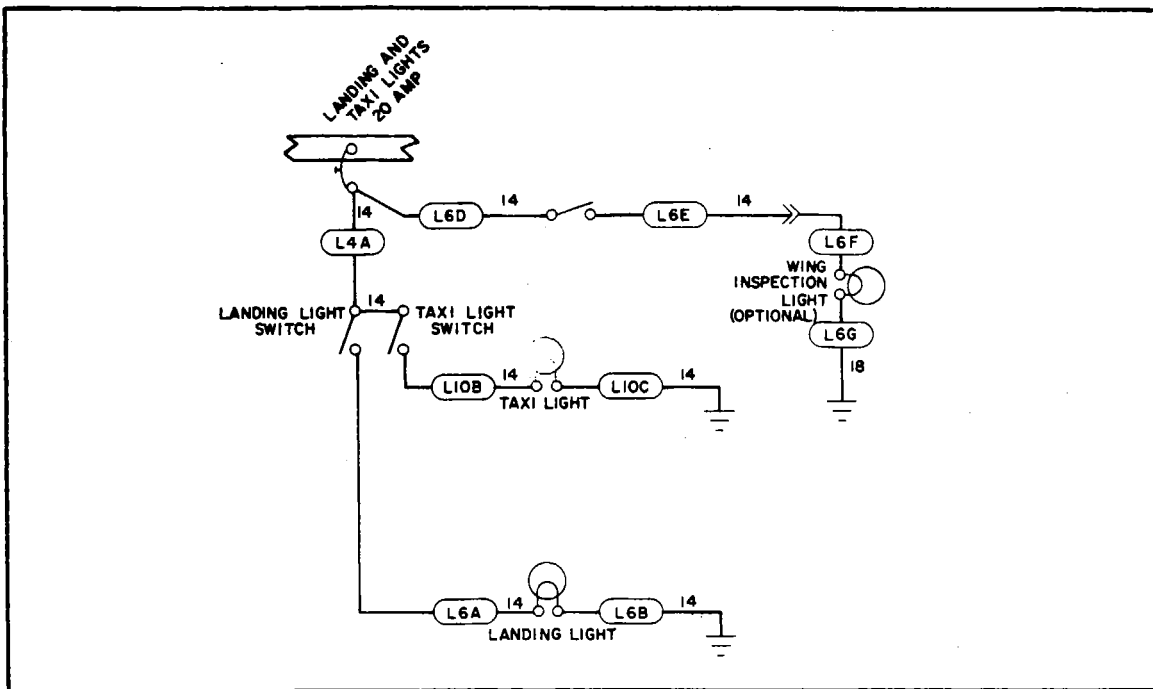 LANDING AND
TAXI LIGHTS
20 AMP
14
L6D
14
L6E
14
L4A
L6F
WING
INSPECTION
LIGHT
(OPTIONAL)
LANDING LIGHT
SWITCH
14
TAXI LIGHT
SWITCH
L6G
18
L10B
14
L10C
14
TAXI LIGHT
L6A
14
L6B
14
LANDING LIGHT